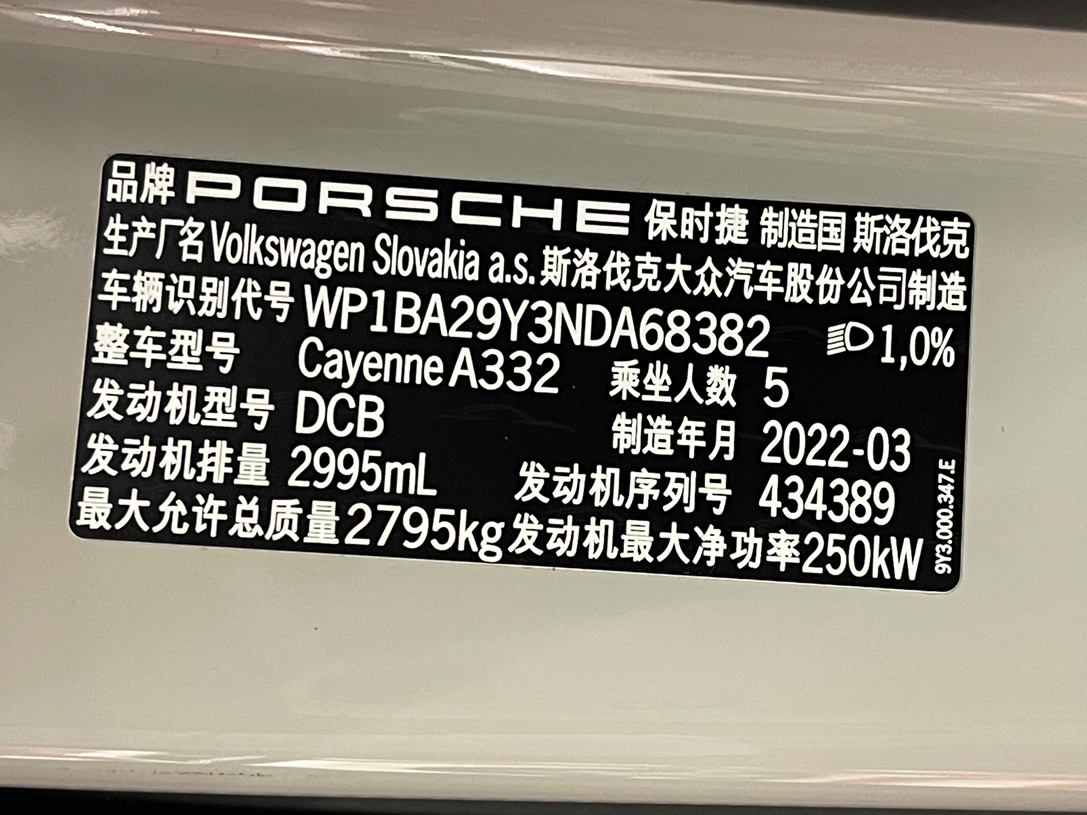 品牌 PORSCHE 保时捷 制造国 斯洛伐克
生产厂名 Volkswagen Slovakia a.s. 斯洛伐克大众汽车股份公司制造
车辆识别代号 WP1BA29Y3NDA68382 1,0%
整车型号 Cayenne A332 乘坐人数 5
发动机型号 DCB 制造年月 2022-03
发动机排量 2995mL 发动机序列号 434389
最大允许总质量 2795kg 发动机最大净功率 250kW
9Y3.000.347.E